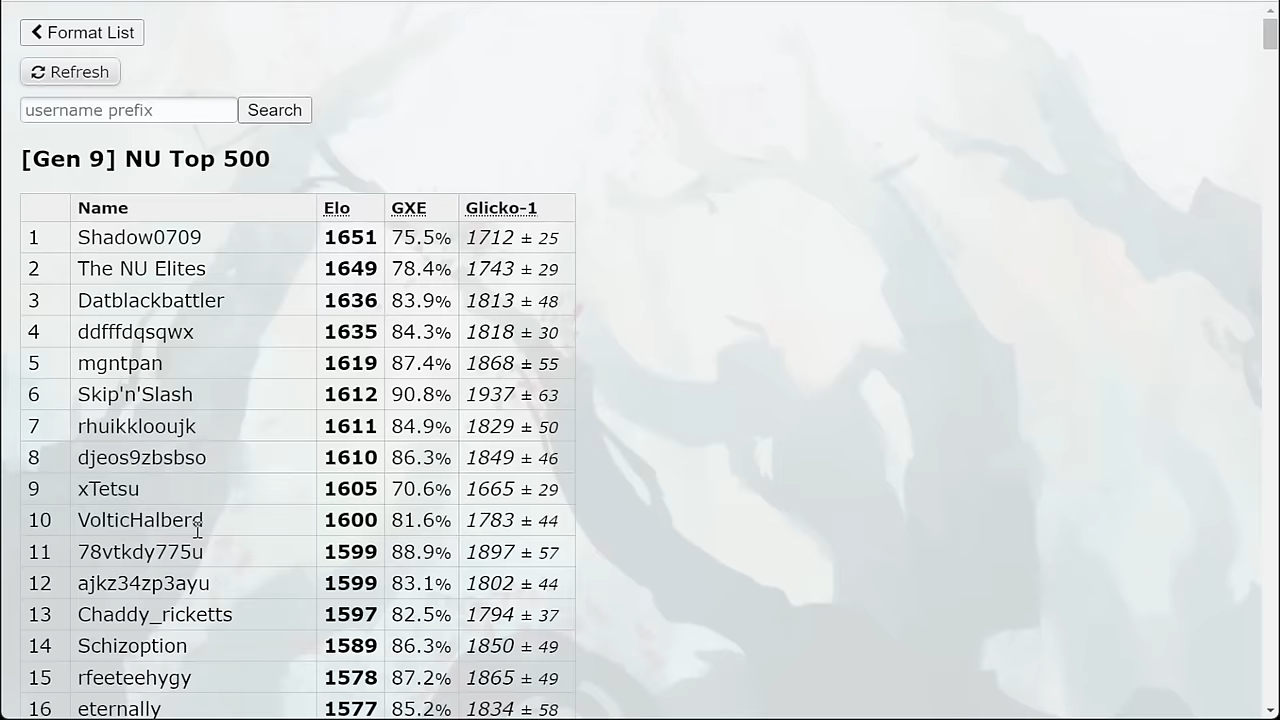 Format List
Refresh
username prefix Search
[Gen 9] NU Top 500
Name Elo GXE Glicko-1
1 Shadow0709 1651 75.5% 1712 ± 25
2 The NU Elites 1649 78.4% 1743 ± 29
3 Datblackbattler 1636 83.9% 1813 ± 48
4 ddfffdqsqwx 1635 84.3% 1818 ± 30
5 mgntpan 1619 87.4% 1868 ± 55
6 Skip'n'Slash 1612 90.8% 1937 ± 63
7 rhuikklooujk 1611 84.9% 1829 ± 50
8 djeos9zbsbso 1610 86.3% 1849 ± 46
9 xTetsu 1605 70.6% 1665 ± 29
10 VolticHalberd 1600 81.6% 1783 ± 44
11 78vtkdy775u 1599 88.9% 1897 ± 57
12 ajkz34zp3ayu 1599 83.1% 1802 ± 44
13 Chaddy_ricketts 1597 82.5% 1794 ± 37
14 Schizoption 1589 86.3% 1850 ± 49
15 rfeeteehygy 1578 87.2% 1865 ± 49
16 eternally 1577 85.2% 1834 ± 58